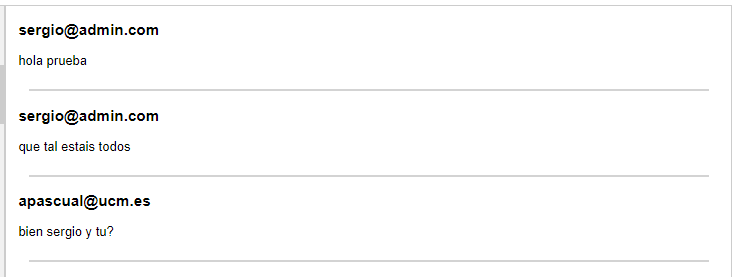 sergio@admin.com
hola prueba
sergio@admin.com
que tal estais todos
apascual@ucm.es
bien sergio y tu?